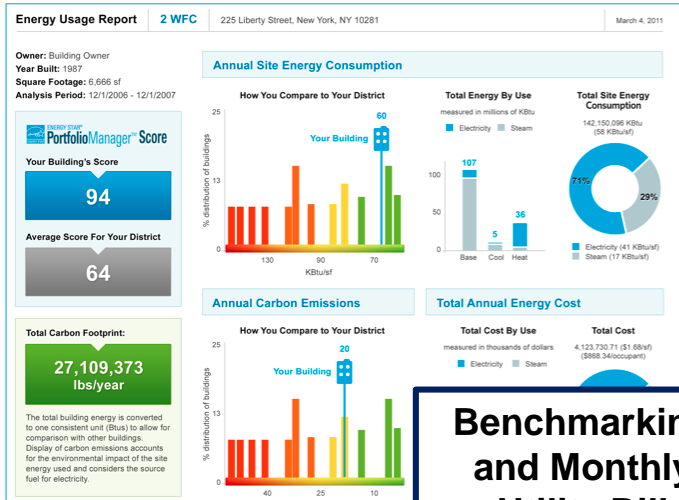 Energy Usage Report
2 WFC
225 Liberty Street, New York, NY 10281
March 4, 2011
Owner: Building Owner
Year Built: 1987
Square Footage: 6,666 sf
Analysis Period: 12/1/2006 - 12/1/2007
ENERGY STAR®
PortfolioManager™ Score
Your Building's Score
94
Average Score For Your District
64
Total Carbon Footprint:
27,109,373
lbs/year
The total building energy is converted
to one consistent unit (Btus) to allow for
comparison with other buildings.
Display of carbon emissions accounts
for the environmental impact of the site
energy used and considers the source
fuel for electricity.
Annual Site Energy Consumption
How You Compare to Your District
% distribution of buildings
25
13
0
60
Your Building
130
90
70
KBtu/sf
Total Energy By Use
measured in millions of KBtu
Electricity
Steam
100
50
0
107
5
36
Base
Cool
Heat
Total Site Energy
Consumption
142,150,096 KBtu
(58 KBtu/sf)
71%
29%
Electricity (41 KBtu/sf)
Steam (17 KBtu/sf)
Annual Carbon Emissions
How You Compare to Your District
% distribution of buildings
25
13
0
20
Your Building
40
25
10
Total Annual Energy Cost
Total Cost By Use
measured in thousands of dollars
Electricity
Steam
Total Cost
4,123,730.71 ($1.68/sf)
($868.34/occupant)
Benchmarkin
and Monthly